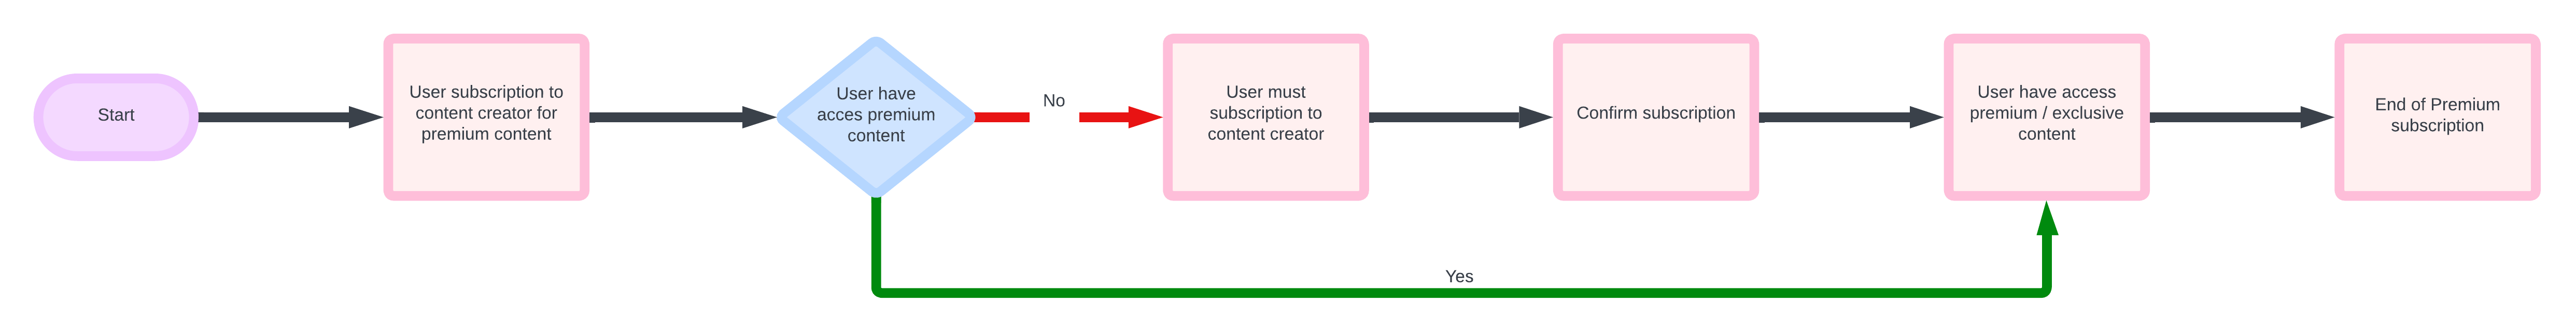 Start
User subscription to
content creator for
premium content
User have
acces premium
content
No
User must
subscription to
content creator
Confirm subscription
User have access
premium / exclusive
content
End of Premium
subscription
Yes